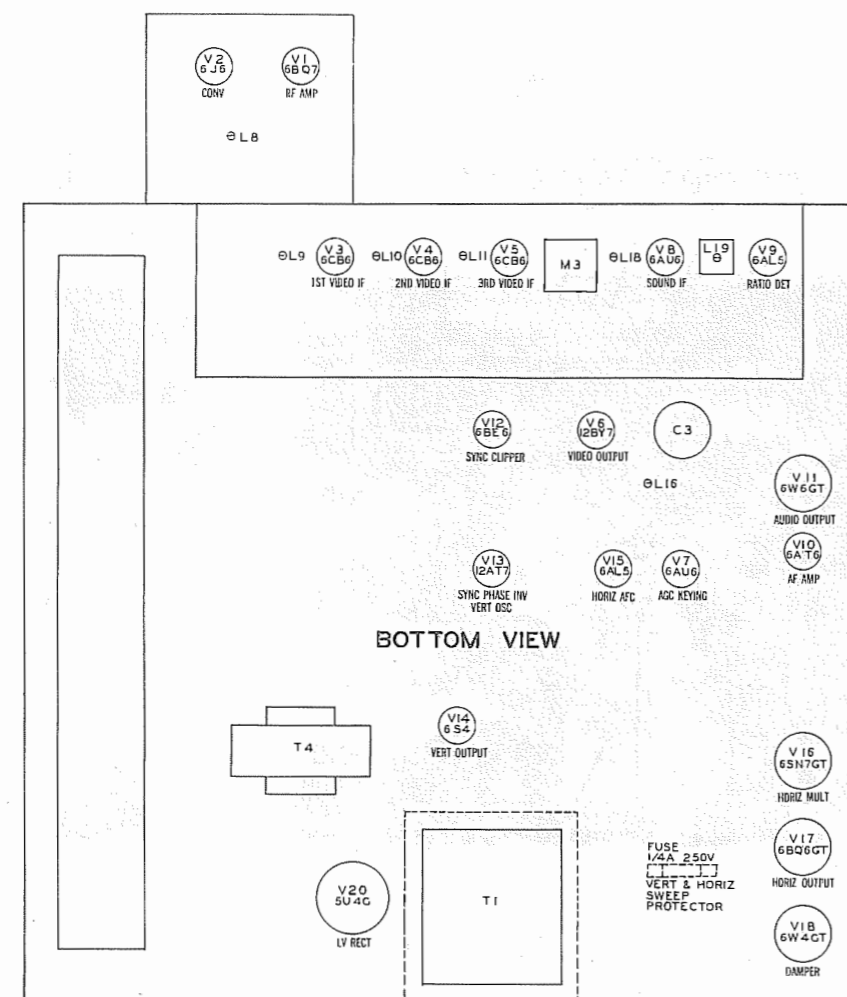 V2
6J6
CONV
V1
6BQ7
RF AMP
⊖L8
⊖L9
V3
6CB6
1ST VIDEO IF
⊖L10
V4
6CB6
2ND VIDEO IF
⊖L11
V5
6CB6
3RD VIDEO IF
M3
⊖L18
V8
6AU6
SOUND IF
L19
⊖
V9
6AL5
RATIO DET
V12
6BE6
SYNC CLIPPER
V6
12BY7
VIDEO OUTPUT
C3
⊖L16
V11
6W6GT
AUDIO OUTPUT
V10
6AT6
AF AMP
V13
12AT7
SYNC PHASE INV
VERT OSC
V15
6AL5
HORIZ AFC
V7
6AU6
AGC KEYING
BOTTOM VIEW
T4
V14
6S4
VERT OUTPUT
V16
6SN7GT
HORIZ MULT
V17
6BQ6GT
HORIZ OUTPUT
FUSE
1/4A 250V
VERT & HORIZ
SWEEP
PROTECTOR
V20
5U4G
LV RECT
T1
V18
6W4GT
DAMPER